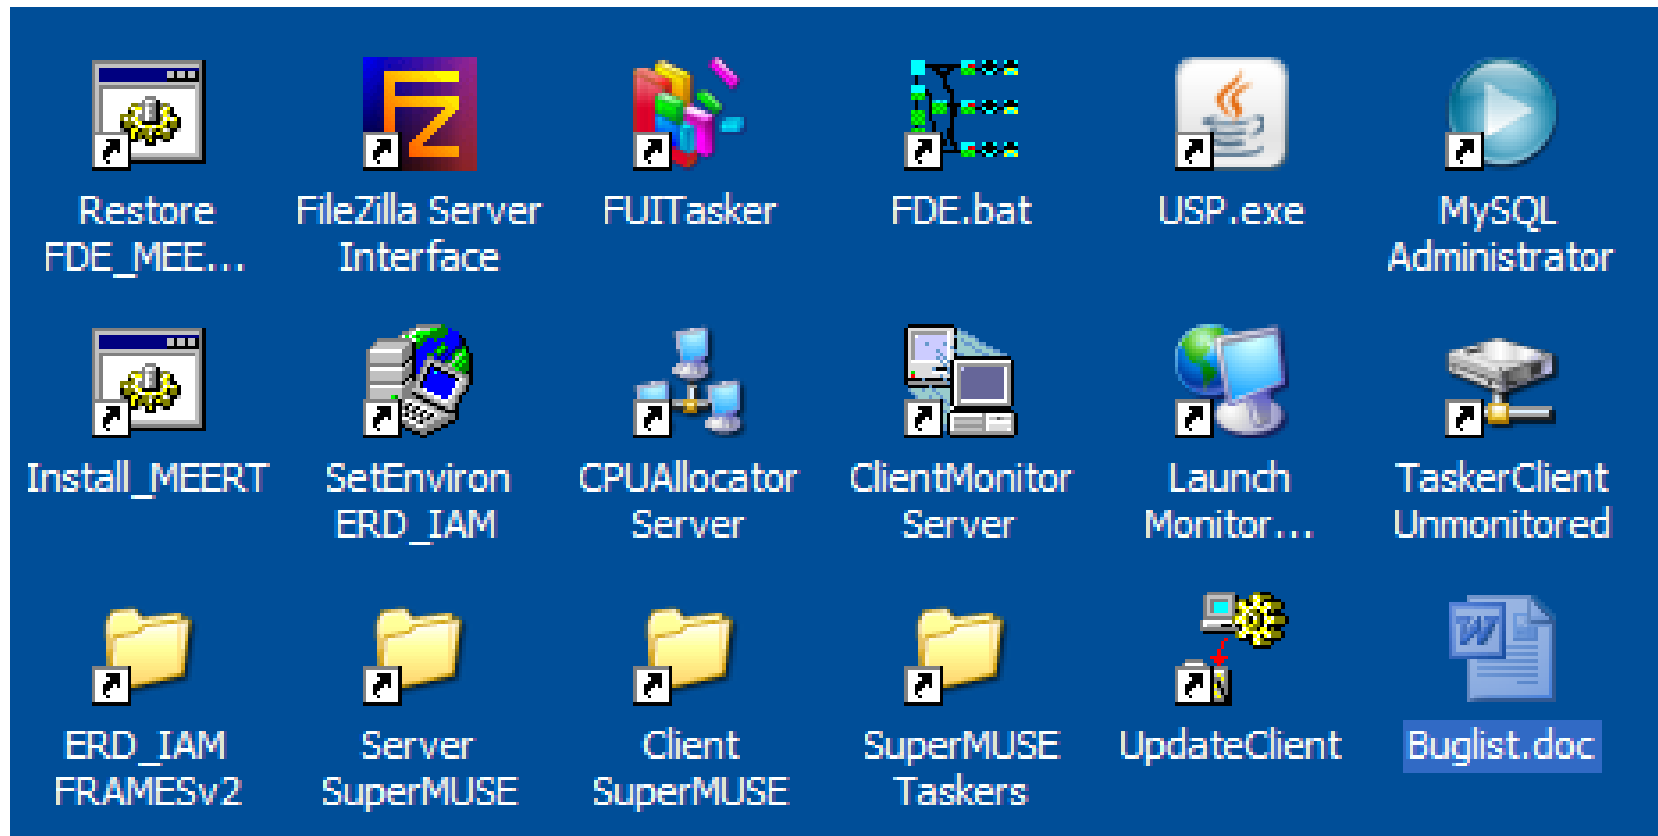 Restore
FDE_MEE...
FileZilla Server
Interface
FUITasker
FDE.bat
USP.exe
MySQL
Administrator
Install_MEERT
SetEnviron
ERD_IAM
CPUAllocator
Server
ClientMonitor
Server
Launch
Monitor...
TaskerClient
Unmonitored
ERD_IAM
FRAMESv2
Server
SuperMUSE
Client
SuperMUSE
SuperMUSE
Taskers
UpdateClient
Buglist.doc